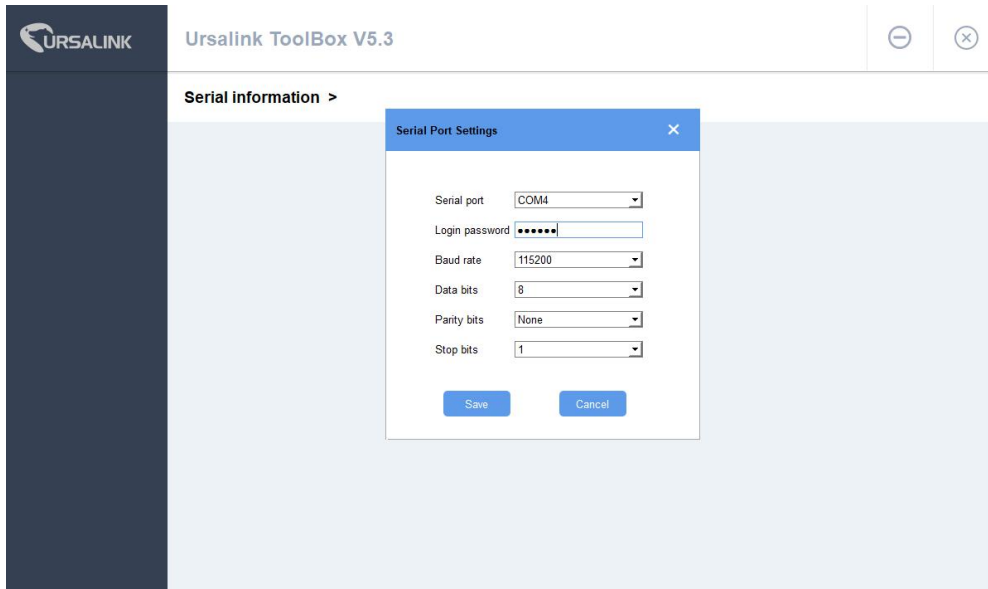 URSALINK
Ursalink ToolBox V5.3
Serial information >
Serial Port Settings
Serial port COM4
Login password ●●●●●●
Baud rate 115200
Data bits 8
Parity bits None
Stop bits 1
Save Cancel